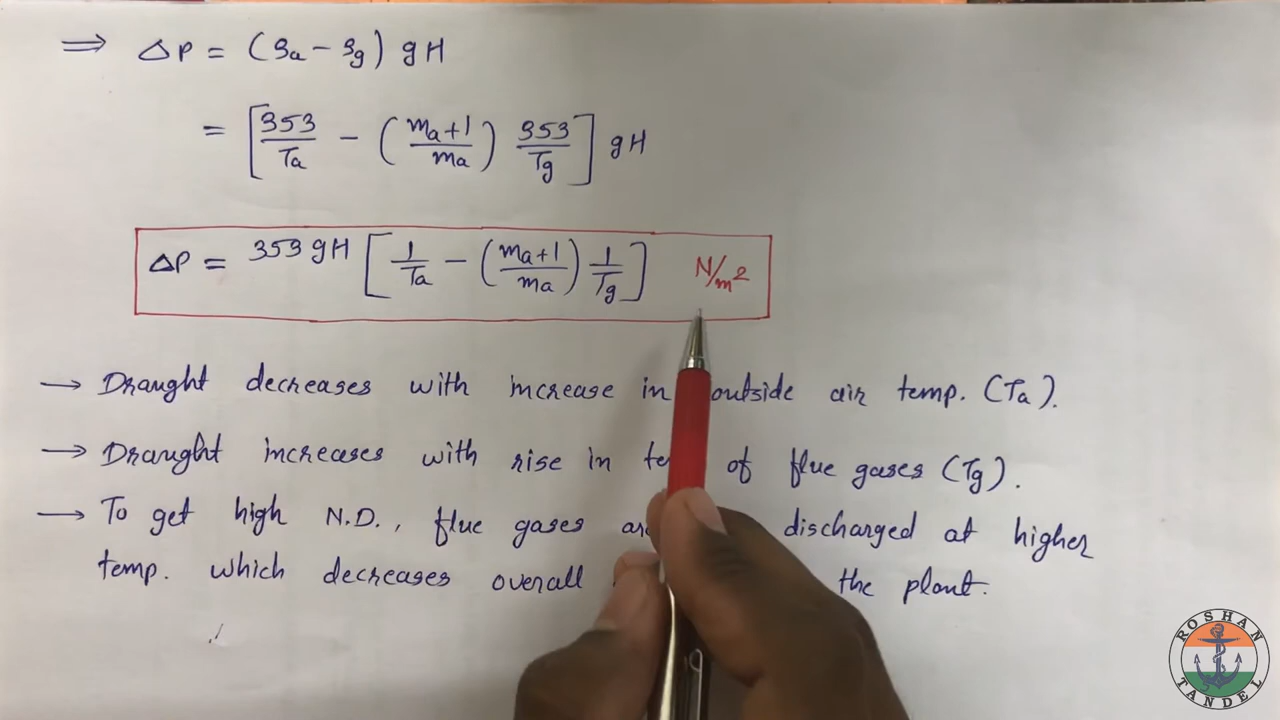 ⇒ ΔP = (ρa − ρg) gH
= [353/Ta − (ma+1/ma) 353/Tg] gH
ΔP = 353 gH [1/Ta − (ma+1/ma) 1/Tg] N/m²
→ Draught decreases with increase in outside air temp. (Ta).
→ Draught increases with rise in of flue gases (Tg).
→ To get high N.D., flue gases discharged at higher
temp. which decreases overall the plant.
ROSHAN
TANDEL